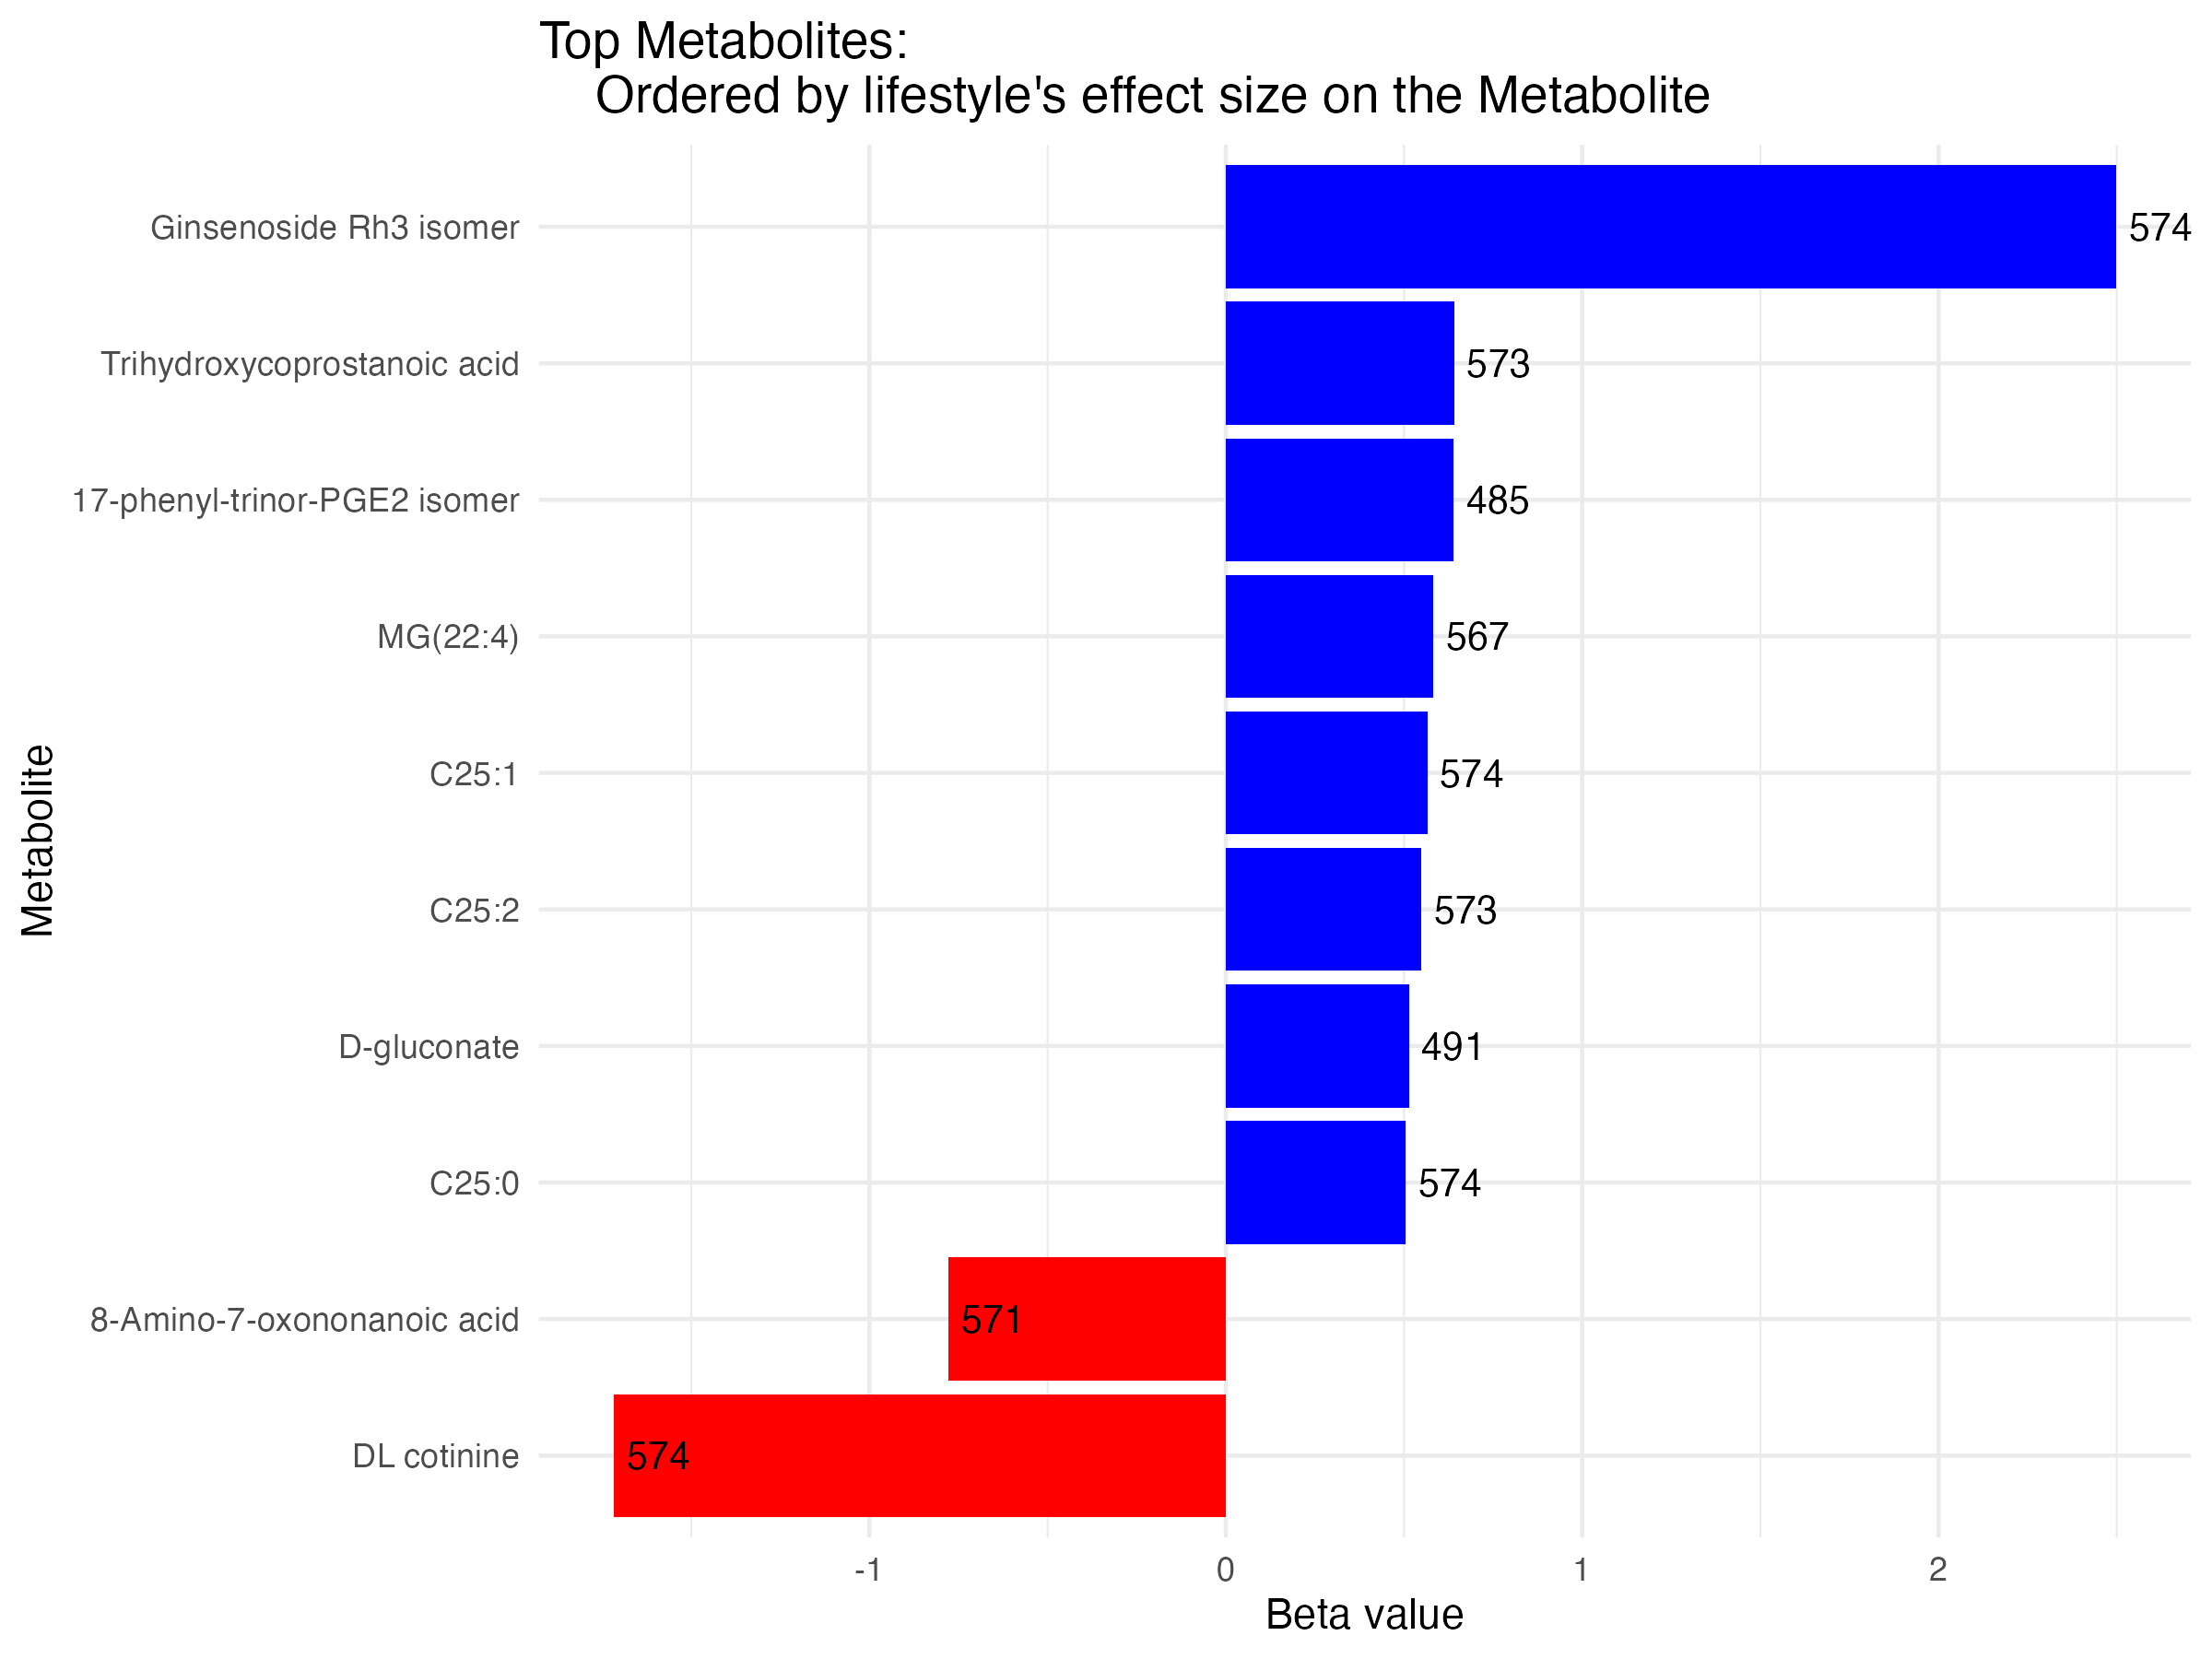 Top Metabolites:
Ordered by lifestyle's effect size on the Metabolite
Metabolite
Ginsenoside Rh3 isomer 574
Trihydroxycoprostanoic acid 573
17-phenyl-trinor-PGE2 isomer 485
MG(22:4) 567
C25:1 574
C25:2 573
D-gluconate 491
C25:0 574
8-Amino-7-oxononanoic acid 571
DL cotinine 574
-1 0 1 2
Beta value